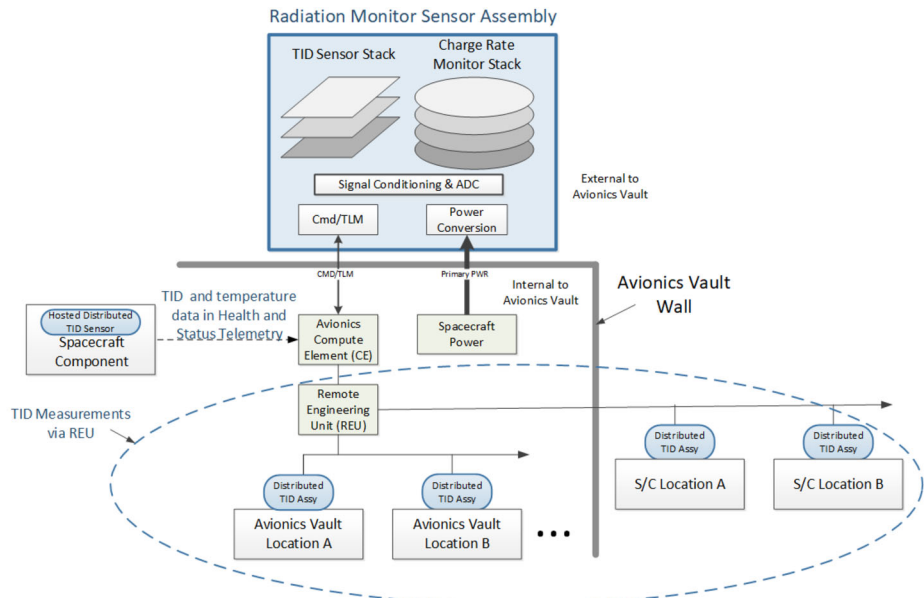 Radiation Monitor Sensor Assembly
TID Sensor Stack
Charge Rate
Monitor Stack
Signal Conditioning & ADC
External to
Avionics Vault
Cmd/TLM
Power
Conversion
CMD/TLM
Primary PWR
Internal to
Avionics Vault
Avionics Vault
Wall
TID and temperature
data in Health and
Status Telemetry
Hosted Distributed
TID Sensor
Spacecraft
Component
Avionics
Compute
Element (CE)
Spacecraft
Power
TID Measurements
via REU
Remote
Engineering
Unit (REU)
Distributed
TID Assy
S/C Location A
Distributed
TID Assy
S/C Location B
Distributed
TID Assy
Avionics Vault
Location A
Distributed
TID Assy
Avionics Vault
Location B
...